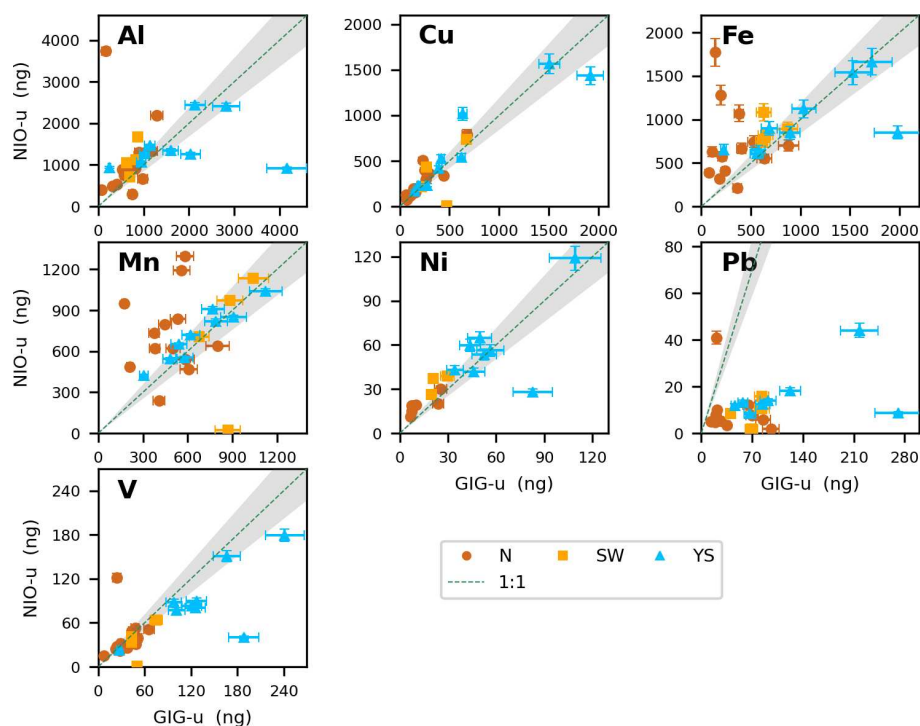 Al
Cu
Fe
NIO-u (ng)
4000
3000
2000
1000
0
0 1000 2000 3000 4000
2000
1500
1000
500
0
0 500 1000 1500 2000
2000
1500
1000
500
0
0 500 1000 1500 2000
Mn
Ni
Pb
NIO-u (ng)
1200
900
600
300
0
0 300 600 900 1200
120
90
60
30
0
0 30 60 90 120
GIG-u (ng)
80
60
40
20
0
0 70 140 210 280
GIG-u (ng)
V
NIO-u (ng)
240
180
120
60
0
0 60 120 180 240
GIG-u (ng)
N SW YS
1:1